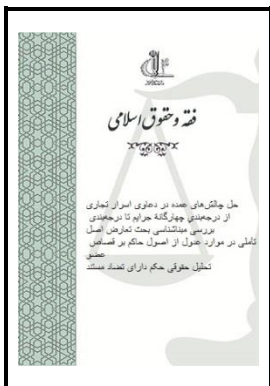 فقه و حقوق اسلامی
حل چالش‌های عمده در دعاوی اسرار تجاری
از درجه‌بندی چهارگانهٔ جرایم تا درجه‌بندی
بررسی مبناشناسی بحث تعارض اصل
تأملی در موارد عدول از اصول حاکم بر قصاص
عضو
تحلیل حقوقی حکم دارای تضاد مستند